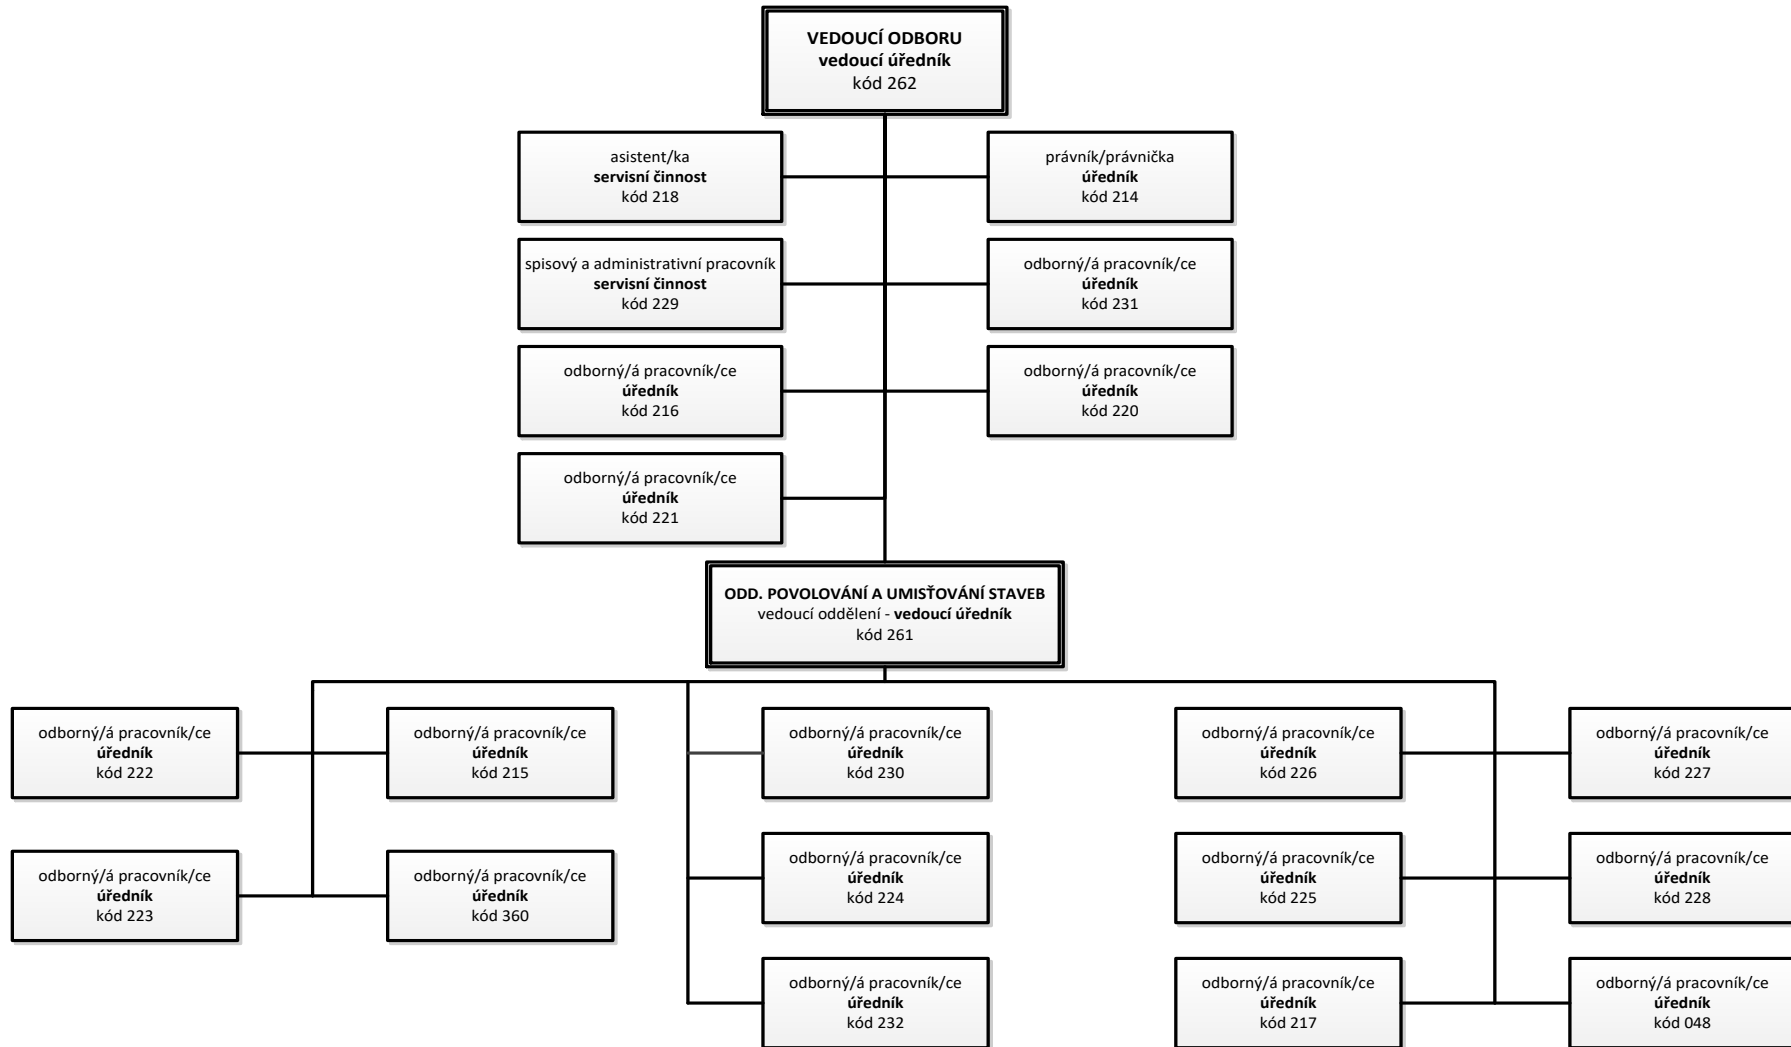 VEDOUCÍ ODBORU
vedoucí úředník
kód 262
asistent/ka
servisní činnost
kód 218
právník/právnička
úředník
kód 214
spisový a administrativní pracovník
servisní činnost
kód 229
odborný/á pracovník/ce
úředník
kód 231
odborný/á pracovník/ce
úředník
kód 216
odborný/á pracovník/ce
úředník
kód 220
odborný/á pracovník/ce
úředník
kód 221
ODD. POVOLOVÁNÍ A UMISŤOVÁNÍ STAVEB
vedoucí oddělení - vedoucí úředník
kód 261
odborný/á pracovník/ce
úředník
kód 222
odborný/á pracovník/ce
úředník
kód 215
odborný/á pracovník/ce
úředník
kód 230
odborný/á pracovník/ce
úředník
kód 226
odborný/á pracovník/ce
úředník
kód 227
odborný/á pracovník/ce
úředník
kód 223
odborný/á pracovník/ce
úředník
kód 360
odborný/á pracovník/ce
úředník
kód 224
odborný/á pracovník/ce
úředník
kód 225
odborný/á pracovník/ce
úředník
kód 228
odborný/á pracovník/ce
úředník
kód 232
odborný/á pracovník/ce
úředník
kód 217
odborný/á pracovník/ce
úředník
kód 048